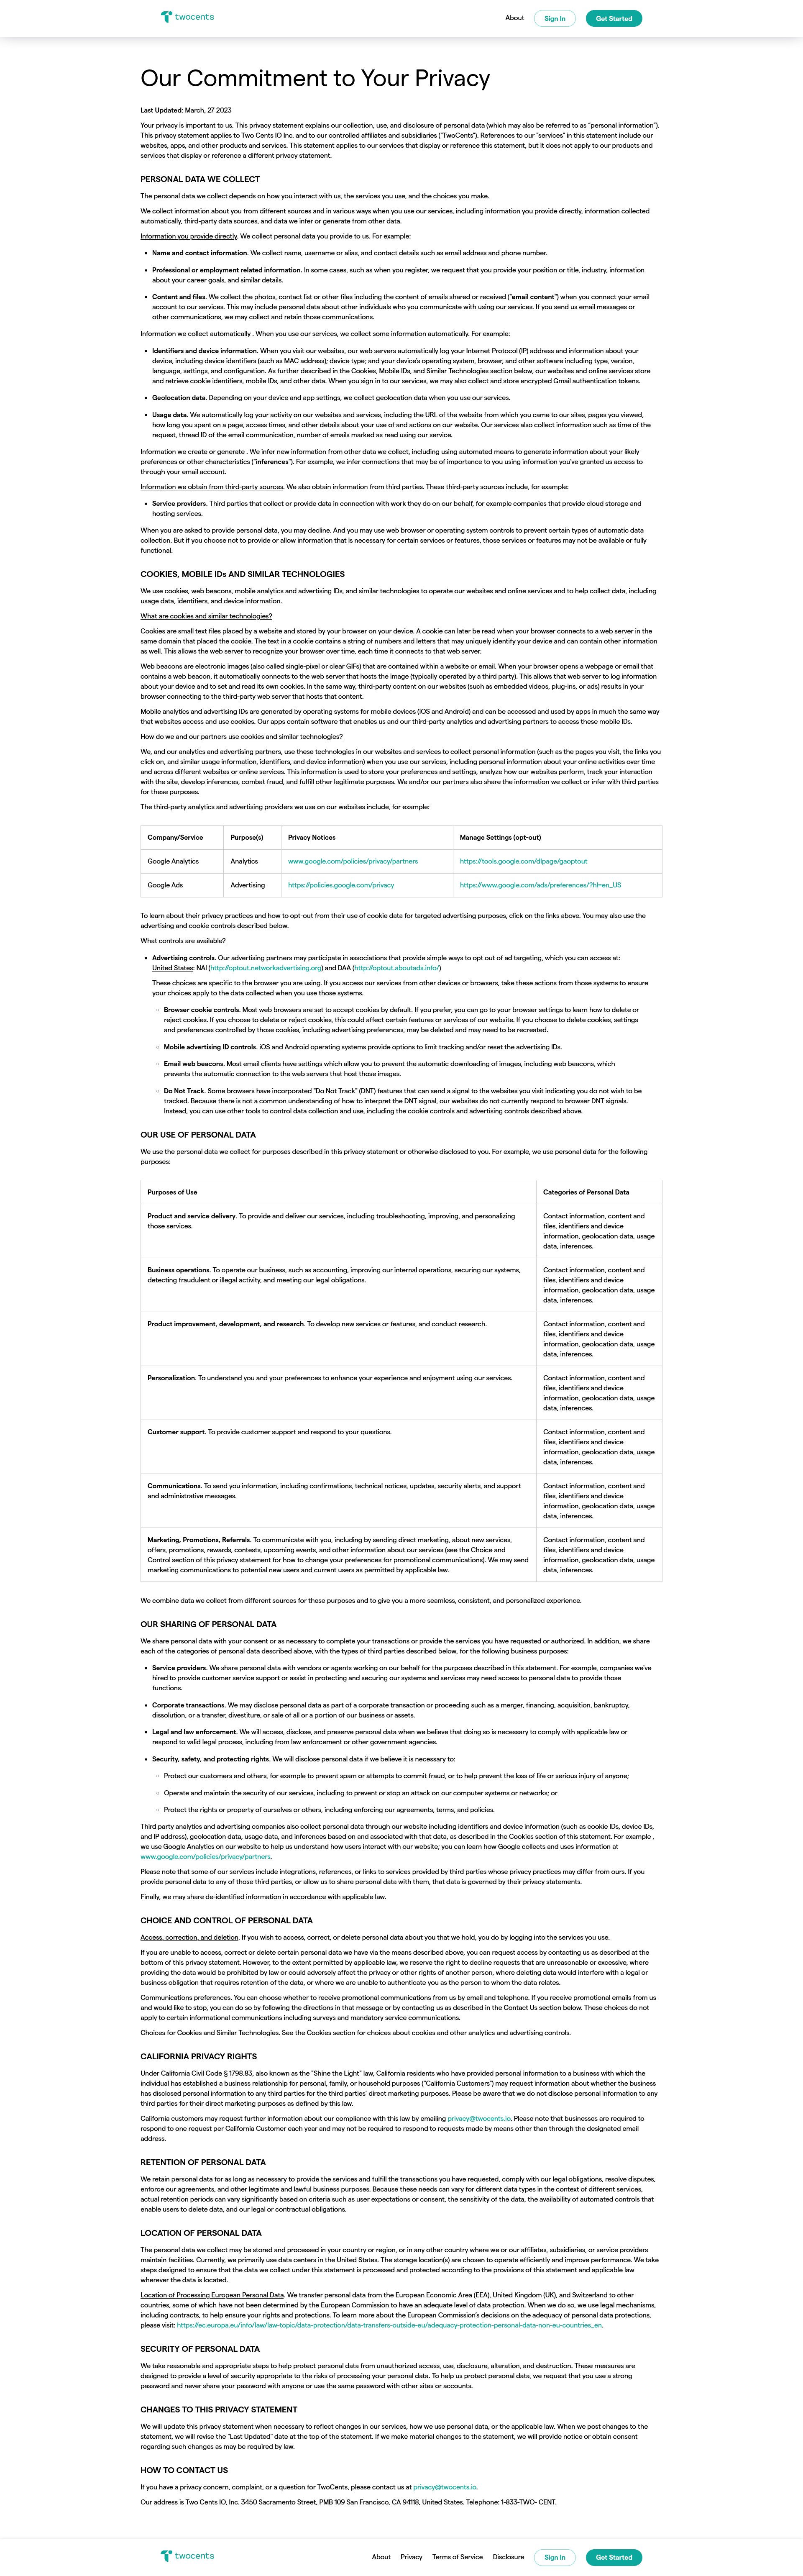 twocents
About
Sign In
Get Started
Our Commitment to Your Privacy
Last Updated: March, 27 2023
Your privacy is important to us. This privacy statement explains our collection, use, and disclosure of personal data (which may also be referred to as “personal information”).
This privacy statement applies to Two Cents IO Inc. and to our controlled affiliates and subsidiaries (“TwoCents”). References to our “services” in this statement include our
websites, apps, and other products and services. This statement applies to our services that display or reference this statement, but it does not apply to our products and
services that display or reference a different privacy statement.
PERSONAL DATA WE COLLECT
The personal data we collect depends on how you interact with us, the services you use, and the choices you make.
We collect information about you from different sources and in various ways when you use our services, including information you provide directly, information collected
automatically, third-party data sources, and data we infer or generate from other data.
Information you provide directly. We collect personal data you provide to us. For example:
• Name and contact information. We collect name, username or alias, and contact details such as email address and phone number.
• Professional or employment related information. In some cases, such as when you register, we request that you provide your position or title, industry, information
about your career goals, and similar details.
• Content and files. We collect the photos, contact list or other files including the content of emails shared or received (“email content”) when you connect your email
account to our services. This may include personal data about other individuals who you communicate with using our services. If you send us email messages or
other communications, we may collect and retain those communications.
Information we collect automatically . When you use our services, we collect some information automatically. For example:
• Identifiers and device information. When you visit our websites, our web servers automatically log your Internet Protocol (IP) address and information about your
device, including device identifiers (such as MAC address); device type; and your device’s operating system, browser, and other software including type, version,
language, settings, and configuration. As further described in the Cookies, Mobile IDs, and Similar Technologies section below, our websites and online services store
and retrieve cookie identifiers, mobile IDs, and other data. When you sign in to our services, we may also collect and store encrypted Gmail authentication tokens.
• Geolocation data. Depending on your device and app settings, we collect geolocation data when you use our services.
• Usage data. We automatically log your activity on our websites and services, including the URL of the website from which you came to our sites, pages you viewed,
how long you spent on a page, access times, and other details about your use of and actions on our website. Our services also collect information such as time of the
request, thread ID of the email communication, number of emails marked as read using our service.
Information we create or generate . We infer new information from other data we collect, including using automated means to generate information about your likely
preferences or other characteristics (“inferences”). For example, we infer connections that may be of importance to you using information you’ve granted us access to
through your email account.
Information we obtain from third-party sources. We also obtain information from third parties. These third-party sources include, for example:
• Service providers. Third parties that collect or provide data in connection with work they do on our behalf, for example companies that provide cloud storage and
hosting services.
When you are asked to provide personal data, you may decline. And you may use web browser or operating system controls to prevent certain types of automatic data
collection. But if you choose not to provide or allow information that is necessary for certain services or features, those services or features may not be available or fully
functional.
COOKIES, MOBILE IDs AND SIMILAR TECHNOLOGIES
We use cookies, web beacons, mobile analytics and advertising IDs, and similar technologies to operate our websites and online services and to help collect data, including
usage data, identifiers, and device information.
What are cookies and similar technologies?
Cookies are small text files placed by a website and stored by your browser on your device. A cookie can later be read when your browser connects to a web server in the
same domain that placed the cookie. The text in a cookie contains a string of numbers and letters that may uniquely identify your device and can contain other information
as well. This allows the web server to recognize your browser over time, each time it connects to that web server.
Web beacons are electronic images (also called single-pixel or clear GIFs) that are contained within a website or email. When your browser opens a webpage or email that
contains a web beacon, it automatically connects to the web server that hosts the image (typically operated by a third party). This allows that web server to log information
about your device and to set and read its own cookies. In the same way, third-party content on our websites (such as embedded videos, plug-ins, or ads) results in your
browser connecting to the third-party web server that hosts that content.
Mobile analytics and advertising IDs are generated by operating systems for mobile devices (iOS and Android) and can be accessed and used by apps in much the same way
that websites access and use cookies. Our apps contain software that enables us and our third-party analytics and advertising partners to access these mobile IDs.
How do we and our partners use cookies and similar technologies?
We, and our analytics and advertising partners, use these technologies in our websites and services to collect personal information (such as the pages you visit, the links you
click on, and similar usage information, identifiers, and device information) when you use our services, including personal information about your online activities over time
and across different websites or online services. This information is used to store your preferences and settings, analyze how our websites perform, track your interaction
with the site, develop inferences, combat fraud, and fulfill other legitimate purposes. We and/or our partners also share the information we collect or infer with third parties
for these purposes.
The third-party analytics and advertising providers we use on our websites include, for example:
Company/Service
Purpose(s)
Privacy Notices
Manage Settings (opt-out)
Google Analytics
Analytics
www.google.com/policies/privacy/partners
https://tools.google.com/dlpage/gaoptout
Google Ads
Advertising
https://policies.google.com/privacy
https://www.google.com/ads/preferences/?hl=en_US
To learn about their privacy practices and how to opt-out from their use of cookie data for targeted advertising purposes, click on the links above. You may also use the
advertising and cookie controls described below.
What controls are available?
• Advertising controls. Our advertising partners may participate in associations that provide simple ways to opt out of ad targeting, which you can access at:
United States: NAI (http://optout.networkadvertising.org) and DAA (http://optout.aboutads.info/)
These choices are specific to the browser you are using. If you access our services from other devices or browsers, take these actions from those systems to ensure
your choices apply to the data collected when you use those systems.
◦ Browser cookie controls. Most web browsers are set to accept cookies by default. If you prefer, you can go to your browser settings to learn how to delete or
reject cookies. If you choose to delete or reject cookies, this could affect certain features or services of our website. If you choose to delete cookies, settings
and preferences controlled by those cookies, including advertising preferences, may be deleted and may need to be recreated.
◦ Mobile advertising ID controls. iOS and Android operating systems provide options to limit tracking and/or reset the advertising IDs.
◦ Email web beacons. Most email clients have settings which allow you to prevent the automatic downloading of images, including web beacons, which
prevents the automatic connection to the web servers that host those images.
◦ Do Not Track. Some browsers have incorporated “Do Not Track” (DNT) features that can send a signal to the websites you visit indicating you do not wish to be
tracked. Because there is not a common understanding of how to interpret the DNT signal, our websites do not currently respond to browser DNT signals.
Instead, you can use other tools to control data collection and use, including the cookie controls and advertising controls described above.
OUR USE OF PERSONAL DATA
We use the personal data we collect for purposes described in this privacy statement or otherwise disclosed to you. For example, we use personal data for the following
purposes:
Purposes of Use
Categories of Personal Data
Product and service delivery. To provide and deliver our services, including troubleshooting, improving, and personalizing
those services.
Contact information, content and
files, identifiers and device
information, geolocation data, usage
data, inferences.
Business operations. To operate our business, such as accounting, improving our internal operations, securing our systems,
detecting fraudulent or illegal activity, and meeting our legal obligations.
Contact information, content and
files, identifiers and device
information, geolocation data, usage
data, inferences.
Product improvement, development, and research. To develop new services or features, and conduct research.
Contact information, content and
files, identifiers and device
information, geolocation data, usage
data, inferences.
Personalization. To understand you and your preferences to enhance your experience and enjoyment using our services.
Contact information, content and
files, identifiers and device
information, geolocation data, usage
data, inferences.
Customer support. To provide customer support and respond to your questions.
Contact information, content and
files, identifiers and device
information, geolocation data, usage
data, inferences.
Communications. To send you information, including confirmations, technical notices, updates, security alerts, and support
and administrative messages.
Contact information, content and
files, identifiers and device
information, geolocation data, usage
data, inferences.
Marketing, Promotions, Referrals. To communicate with you, including by sending direct marketing, about new services,
offers, promotions, rewards, contests, upcoming events, and other information about our services (see the Choice and
Control section of this privacy statement for how to change your preferences for promotional communications). We may send
marketing communications to potential new users and current users as permitted by applicable law.
Contact information, content and
files, identifiers and device
information, geolocation data, usage
data, inferences.
We combine data we collect from different sources for these purposes and to give you a more seamless, consistent, and personalized experience.
OUR SHARING OF PERSONAL DATA
We share personal data with your consent or as necessary to complete your transactions or provide the services you have requested or authorized. In addition, we share
each of the categories of personal data described above, with the types of third parties described below, for the following business purposes:
• Service providers. We share personal data with vendors or agents working on our behalf for the purposes described in this statement. For example, companies we’ve
hired to provide customer service support or assist in protecting and securing our systems and services may need access to personal data to provide those
functions.
• Corporate transactions. We may disclose personal data as part of a corporate transaction or proceeding such as a merger, financing, acquisition, bankruptcy,
dissolution, or a transfer, divestiture, or sale of all or a portion of our business or assets.
• Legal and law enforcement. We will access, disclose, and preserve personal data when we believe that doing so is necessary to comply with applicable law or
respond to valid legal process, including from law enforcement or other government agencies.
• Security, safety, and protecting rights. We will disclose personal data if we believe it is necessary to:
◦ Protect our customers and others, for example to prevent spam or attempts to commit fraud, or to help prevent the loss of life or serious injury of anyone;
◦ Operate and maintain the security of our services, including to prevent or stop an attack on our computer systems or networks; or
◦ Protect the rights or property of ourselves or others, including enforcing our agreements, terms, and policies.
Third party analytics and advertising companies also collect personal data through our website including identifiers and device information (such as cookie IDs, device IDs,
and IP address), geolocation data, usage data, and inferences based on and associated with that data, as described in the Cookies section of this statement. For example ,
we use Google Analytics on our website to help us understand how users interact with our website; you can learn how Google collects and uses information at
www.google.com/policies/privacy/partners.
Please note that some of our services include integrations, references, or links to services provided by third parties whose privacy practices may differ from ours. If you
provide personal data to any of those third parties, or allow us to share personal data with them, that data is governed by their privacy statements.
Finally, we may share de-identified information in accordance with applicable law.
CHOICE AND CONTROL OF PERSONAL DATA
Access, correction, and deletion. If you wish to access, correct, or delete personal data about you that we hold, you do by logging into the services you use.
If you are unable to access, correct or delete certain personal data we have via the means described above, you can request access by contacting us as described at the
bottom of this privacy statement. However, to the extent permitted by applicable law, we reserve the right to decline requests that are unreasonable or excessive, where
providing the data would be prohibited by law or could adversely affect the privacy or other rights of another person, where deleting data would interfere with a legal or
business obligation that requires retention of the data, or where we are unable to authenticate you as the person to whom the data relates.
Communications preferences. You can choose whether to receive promotional communications from us by email and telephone. If you receive promotional emails from us
and would like to stop, you can do so by following the directions in that message or by contacting us as described in the Contact Us section below. These choices do not
apply to certain informational communications including surveys and mandatory service communications.
Choices for Cookies and Similar Technologies. See the Cookies section for choices about cookies and other analytics and advertising controls.
CALIFORNIA PRIVACY RIGHTS
Under California Civil Code § 1798.83, also known as the “Shine the Light” law, California residents who have provided personal information to a business with which the
individual has established a business relationship for personal, family, or household purposes (“California Customers”) may request information about whether the business
has disclosed personal information to any third parties for the third parties’ direct marketing purposes. Please be aware that we do not disclose personal information to any
third parties for their direct marketing purposes as defined by this law.
California customers may request further information about our compliance with this law by emailing privacy@twocents.io. Please note that businesses are required to
respond to one request per California Customer each year and may not be required to respond to requests made by means other than through the designated email
address.
RETENTION OF PERSONAL DATA
We retain personal data for as long as necessary to provide the services and fulfill the transactions you have requested, comply with our legal obligations, resolve disputes,
enforce our agreements, and other legitimate and lawful business purposes. Because these needs can vary for different data types in the context of different services,
actual retention periods can vary significantly based on criteria such as user expectations or consent, the sensitivity of the data, the availability of automated controls that
enable users to delete data, and our legal or contractual obligations.
LOCATION OF PERSONAL DATA
The personal data we collect may be stored and processed in your country or region, or in any other country where we or our affiliates, subsidiaries, or service providers
maintain facilities. Currently, we primarily use data centers in the United States. The storage location(s) are chosen to operate efficiently and improve performance. We take
steps designed to ensure that the data we collect under this statement is processed and protected according to the provisions of this statement and applicable law
wherever the data is located.
Location of Processing European Personal Data. We transfer personal data from the European Economic Area (EEA), United Kingdom (UK), and Switzerland to other
countries, some of which have not been determined by the European Commission to have an adequate level of data protection. When we do so, we use legal mechanisms,
including contracts, to help ensure your rights and protections. To learn more about the European Commission’s decisions on the adequacy of personal data protections,
please visit: https://ec.europa.eu/info/law/law-topic/data-protection/data-transfers-outside-eu/adequacy-protection-personal-data-non-eu-countries_en.
SECURITY OF PERSONAL DATA
We take reasonable and appropriate steps to help protect personal data from unauthorized access, use, disclosure, alteration, and destruction. These measures are
designed to provide a level of security appropriate to the risks of processing your personal data. To help us protect personal data, we request that you use a strong
password and never share your password with anyone or use the same password with other sites or accounts.
CHANGES TO THIS PRIVACY STATEMENT
We will update this privacy statement when necessary to reflect changes in our services, how we use personal data, or the applicable law. When we post changes to the
statement, we will revise the "Last Updated" date at the top of the statement. If we make material changes to the statement, we will provide notice or obtain consent
regarding such changes as may be required by law.
HOW TO CONTACT US
If you have a privacy concern, complaint, or a question for TwoCents, please contact us at privacy@twocents.io.
Our address is Two Cents IO, Inc. 3450 Sacramento Street, PMB 109 San Francisco, CA 94118, United States. Telephone: 1-833-TWO- CENT.
twocents
About
Privacy
Terms of Service
Disclosure
Sign In
Get Started